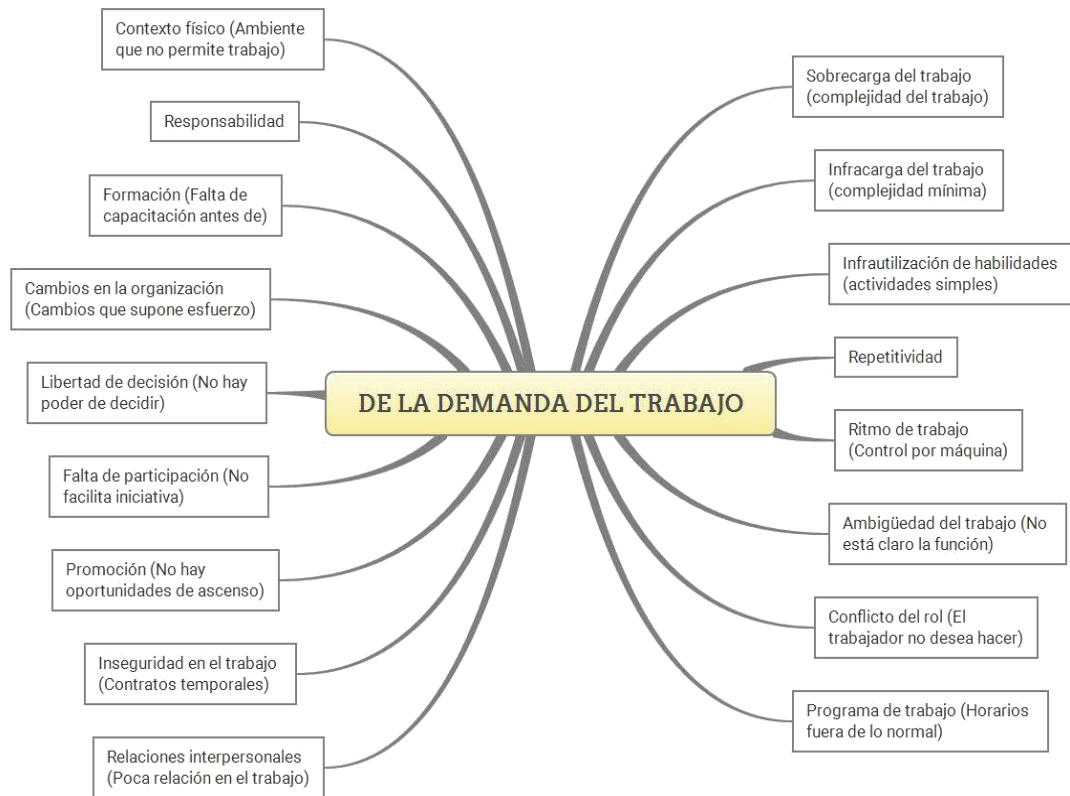 Contexto físico (Ambiente
que no permite trabajo)
Responsabilidad
Formación (Falta de
capacitación antes de)
Cambios en la organización
(Cambios que supone esfuerzo)
Libertad de decisión (No hay
poder de decidir)
Falta de participación (No
facilita iniciativa)
Promoción (No hay
oportunidades de ascenso)
Inseguridad en el trabajo
(Contratos temporales)
Relaciones interpersonales
(Poca relación en el trabajo)
DE LA DEMANDA DEL TRABAJO
Sobrecarga del trabajo
(complejidad del trabajo)
Infracarga del trabajo
(complejidad mínima)
Infrautilización de habilidades
(actividades simples)
Repetitividad
Ritmo de trabajo
(Control por máquina)
Ambigüedad del trabajo (No
está claro la función)
Conflicto del rol (El
trabajador no desea hacer)
Programa de trabajo (Horarios
fuera de lo normal)